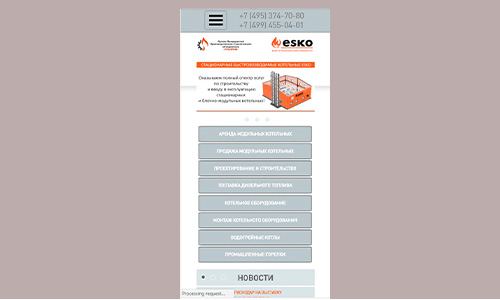 +7 (495) 374-70-80
+7 (499) 455-04-01
esko
СТАЦИОНАРНЫЕ БЫСТРОВОЗВОДИМЫЕ КОТЕЛЬНЫЕ ESKO
Оказываем полный спектр услуг
по строительству
и вводу в эксплуатацию
стационарных
и блочно-модульных котельных!
АРЕНДА МОДУЛЬНЫХ КОТЕЛЬНЫХ
ПРОДАЖА МОДУЛЬНЫХ КОТЕЛЬНЫХ
ПРОЕКТИРОВАНИЕ И СТРОИТЕЛЬСТВО
ПОСТАВКА ДИЗЕЛЬНОГО ТОПЛИВА
КОТЕЛЬНОЕ ОБОРУДОВАНИЕ
МОНТАЖ КОТЕЛЬНОГО ОБОРУДОВАНИЯ
ВОДОГРЕЙНЫЕ КОТЛЫ
ПРОМЫШЛЕННЫЕ ГОРЕЛКИ
НОВОСТИ
Processing request...